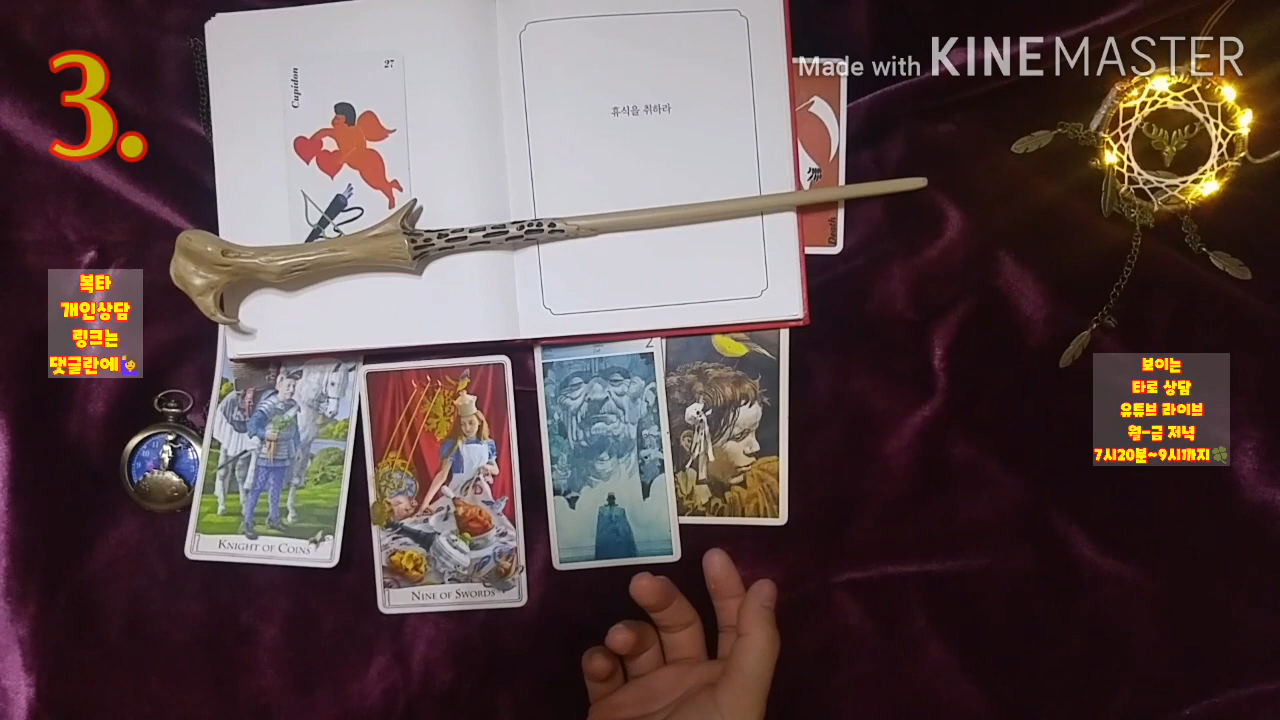 3.
Made with KINEMASTER
Cupidon
27
휴식을 취하라
Death
복타
개인상담
링크는
댓글란에🙋‍♀️
보이는
타로 상담
유튜브 라이브
월-금 저녁
7시20분~9시까지🍀
2
KNIGHT OF COINS
NINE OF SWORDS